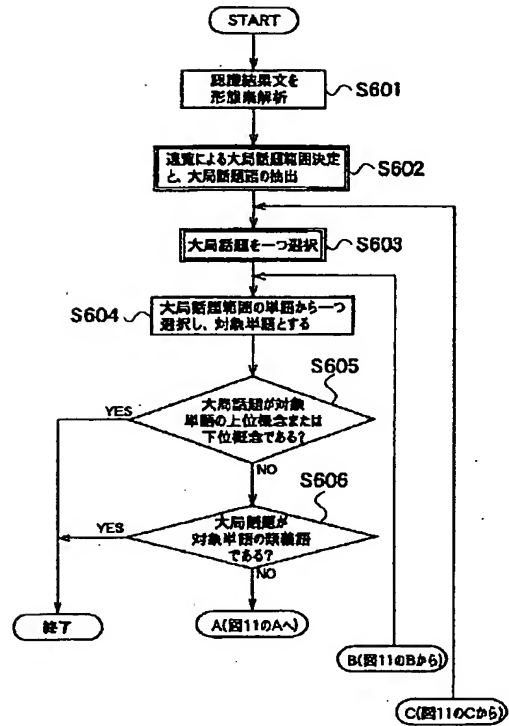 START
認識結果文を
形態素解析
S601
遠覧による大局話題範囲決定
と、大局話題語の抽出
S602
大局話題を一つ選択
S603
S604
大局話題範囲の単語から一つ
選択し、対象単語とする
S605
大局話題が対象
単語の上位概念または
下位概念である?
YES
NO
S606
大局話題が
対象単語の類義語
である?
YES
NO
終了
A(図11のAへ)
B(図11のBから)
C(図11のCから)